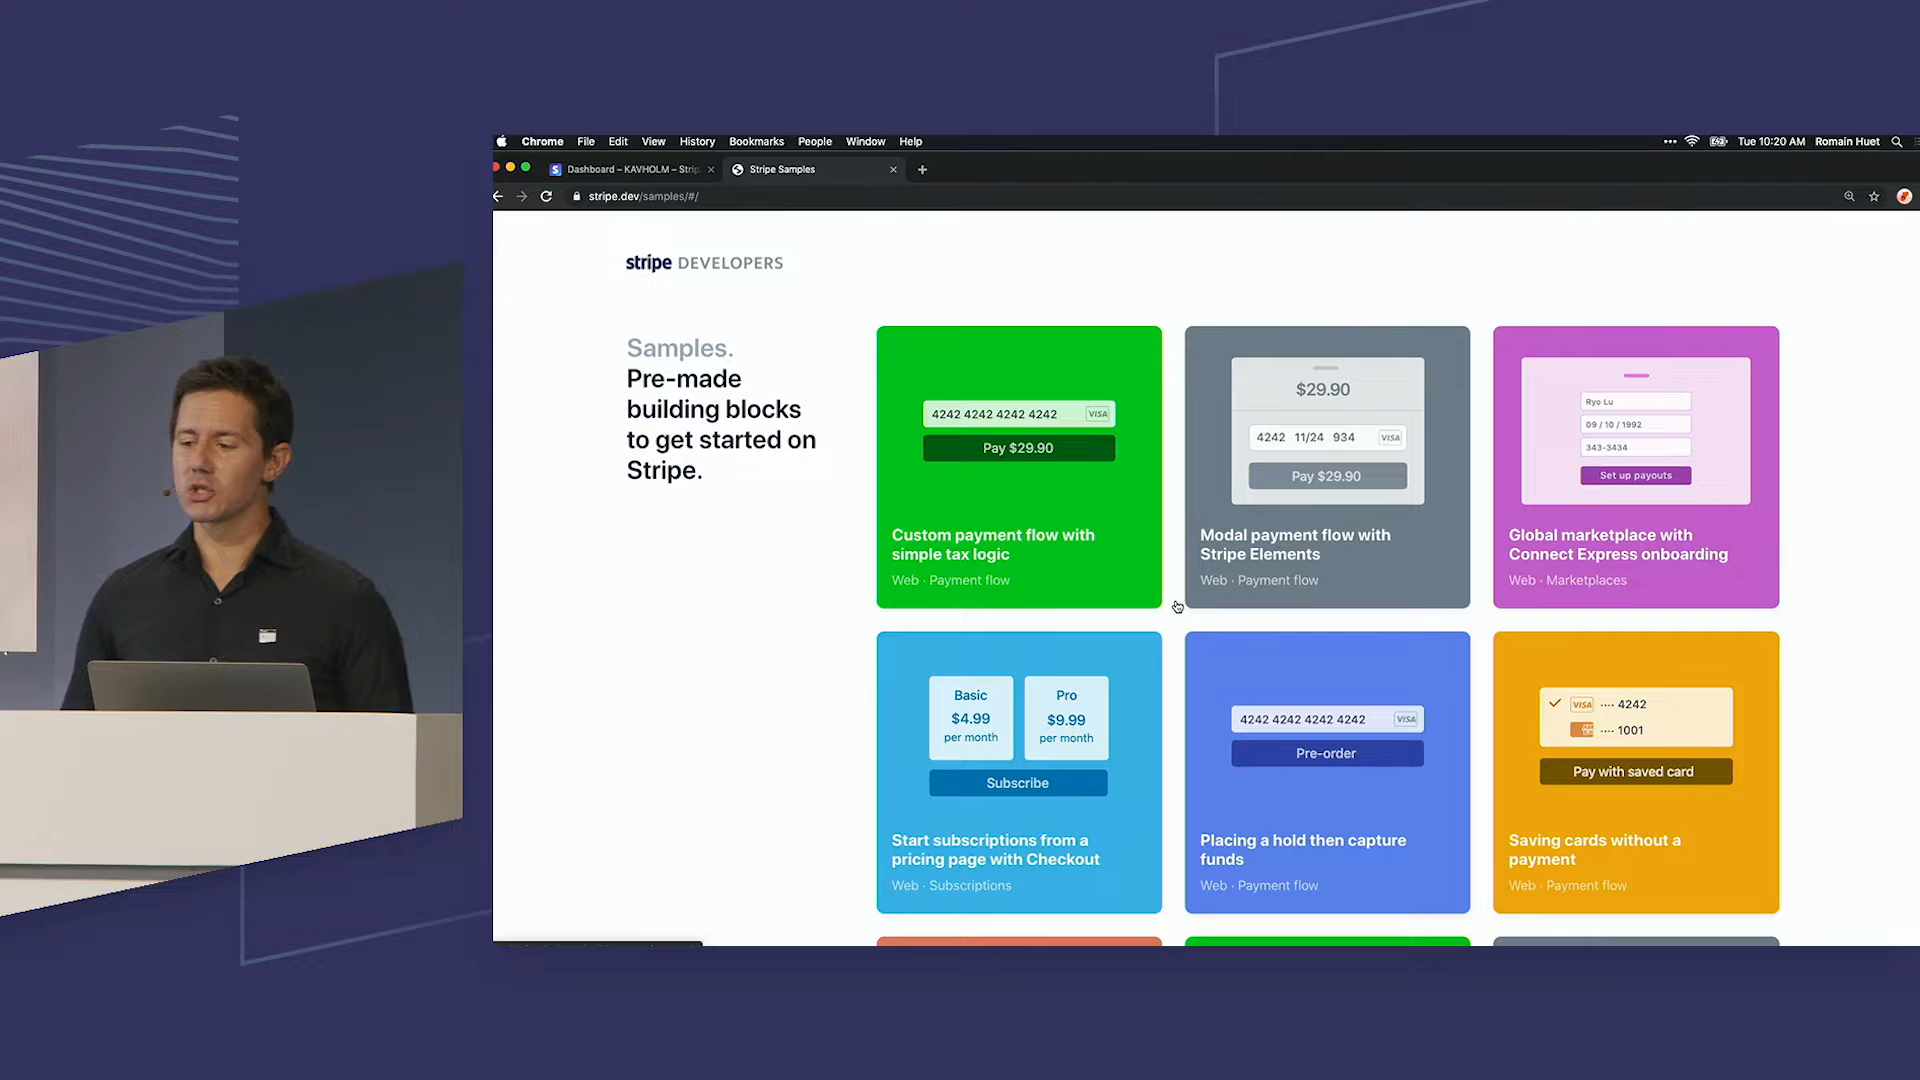 Chrome File Edit View History Bookmarks People Window Help
Tue 10:20 AM Romain Huet
Dashboard – KAVHOLM – Strip
Stripe Samples
stripe.dev/samples/#/
stripe DEVELOPERS
Samples.
Pre-made
building blocks
to get started on
Stripe.
4242 4242 4242 4242 VISA
Pay $29.90
Custom payment flow with
simple tax logic
Web · Payment flow
$29.90
4242 11/24 934 VISA
Pay $29.90
Modal payment flow with
Stripe Elements
Web · Payment flow
Ryo Lu
09 / 10 / 1992
343-3434
Set up payouts
Global marketplace with
Connect Express onboarding
Web · Marketplaces
Basic
$4.99
per month
Pro
$9.99
per month
Subscribe
Start subscriptions from a
pricing page with Checkout
Web · Subscriptions
4242 4242 4242 4242 VISA
Pre-order
Placing a hold then capture
funds
Web · Payment flow
VISA ···· 4242
···· 1001
Pay with saved card
Saving cards without a
payment
Web · Payment flow